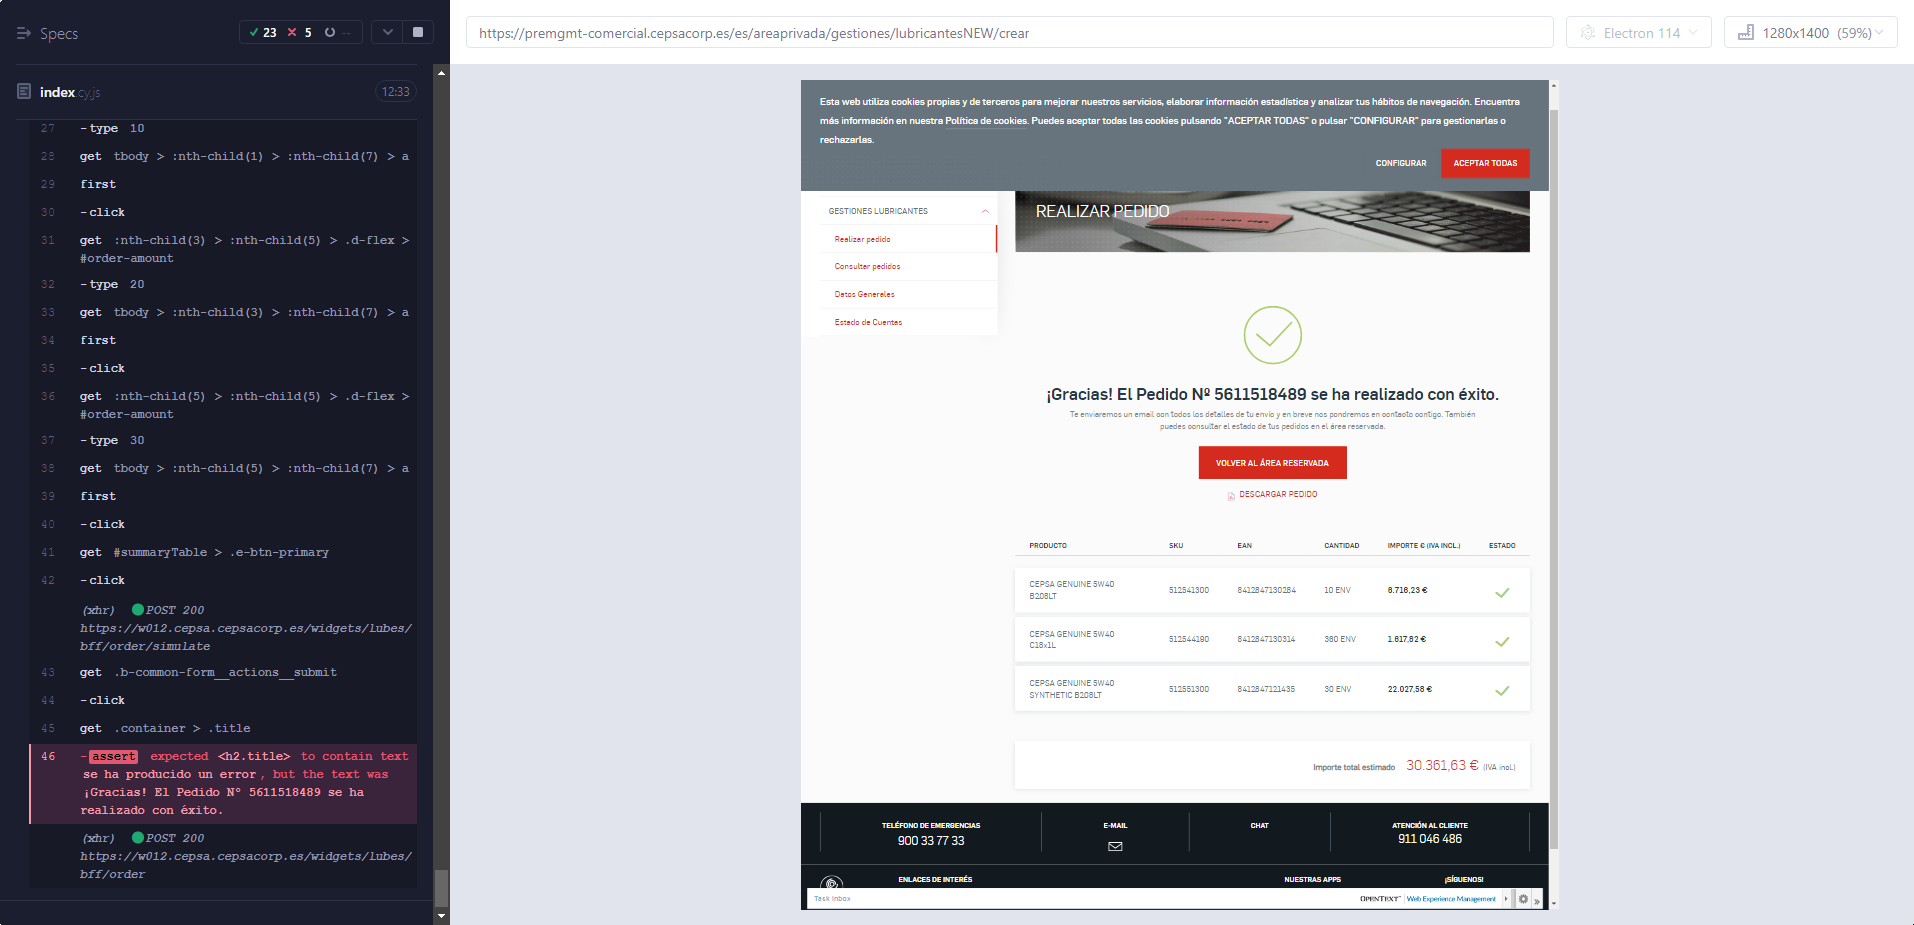 Specs
23 5 --
https://premgmt-comercial.cepsacorp.es/es/areaprivada/gestiones/lubricantesNEW/crear
Electron 114
1280x1400 (59%)
index.cy.js
12:33
27 -type 10
28 get tbody > :nth-child(1) > :nth-child(7) > a
29 first
30 -click
31 get :nth-child(3) > :nth-child(5) > .d-flex >
#order-amount
32 -type 20
33 get tbody > :nth-child(3) > :nth-child(7) > a
34 first
35 -click
36 get :nth-child(5) > :nth-child(5) > .d-flex >
#order-amount
37 -type 30
38 get tbody > :nth-child(5) > :nth-child(7) > a
39 first
40 -click
41 get #summaryTable > .e-btn-primary
42 -click
(xhr) POST 200
https://w012.cepsa.cepsacorp.es/widgets/lubes/
bff/order/simulate
43 get .b-common-form__actions__submit
44 -click
45 get .container > .title
46 -assert expected <h2.title> to contain text
se ha producido un error, but the text was
¡Gracias! El Pedido Nº 5611518489 se ha
realizado con éxito.
(xhr) POST 200
https://w012.cepsa.cepsacorp.es/widgets/lubes/
bff/order
Esta web utiliza cookies propias y de terceros para mejorar nuestros servicios, elaborar información estadística y analizar tus hábitos de navegación. Encuentra
más información en nuestra Política de cookies. Puedes aceptar todas las cookies pulsando "ACEPTAR TODAS" o pulsar "CONFIGURAR" para gestionarlas o
rechazarlas.
CONFIGURAR ACEPTAR TODAS
GESTIONES LUBRICANTES
Realizar pedido
Consultar pedidos
Datos Generales
Estado de Cuentas
REALIZAR PEDIDO
¡Gracias! El Pedido Nº 5611518489 se ha realizado con éxito.
Te enviaremos un email con todos los detalles de tu envío y en breve nos pondremos en contacto contigo. También
puedes consultar el estado de tus pedidos en el área reservada.
VOLVER AL ÁREA RESERVADA
DESCARGAR PEDIDO
PRODUCTO SKU EAN CANTIDAD IMPORTE € (IVA INCL.) ESTADO
CEPSA GENUINE 5W40
B208LT 512541300 8412847130284 10 ENV 6.716,23 €
CEPSA GENUINE 5W40
C18x1L 512544190 8412847130314 360 ENV 1.617,82 €
CEPSA GENUINE 5W40
SYNTHETIC B208LT 512551300 8412847121435 30 ENV 22.027,58 €
Importe total estimado 30.361,63 € (IVA incl.)
TELÉFONO DE EMERGENCIAS E-MAIL CHAT ATENCIÓN AL CLIENTE
900 33 77 33 911 046 486
ENLACES DE INTERÉS NUESTRAS APPS ¡SÍGUENOS!
Task Inbox OPENTEXT™ | Web Experience Management